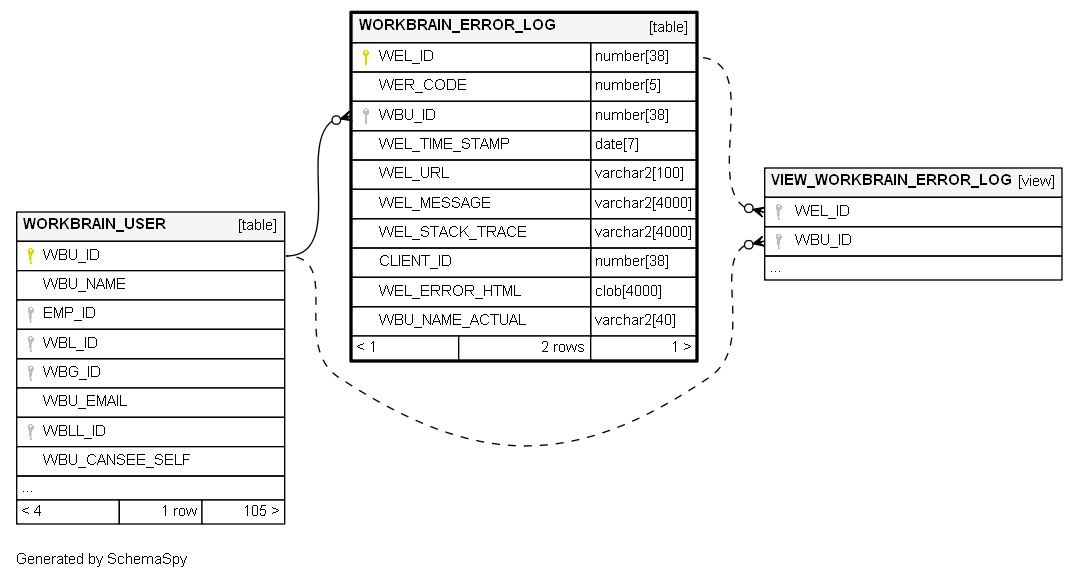 WORKBRAIN_ERROR_LOG [table]
WEL_ID number[38]
WER_CODE number[5]
WBU_ID number[38]
WEL_TIME_STAMP date[7]
WEL_URL varchar2[100]
WEL_MESSAGE varchar2[4000]
WEL_STACK_TRACE varchar2[4000]
CLIENT_ID number[38]
WEL_ERROR_HTML clob[4000]
WBU_NAME_ACTUAL varchar2[40]
< 1 2 rows 1 >
VIEW_WORKBRAIN_ERROR_LOG [view]
WEL_ID
WBU_ID
...
WORKBRAIN_USER [table]
WBU_ID
WBU_NAME
EMP_ID
WBL_ID
WBG_ID
WBU_EMAIL
WBLL_ID
WBU_CANSEE_SELF
...
< 4 1 row 105 >
Generated by SchemaSpy